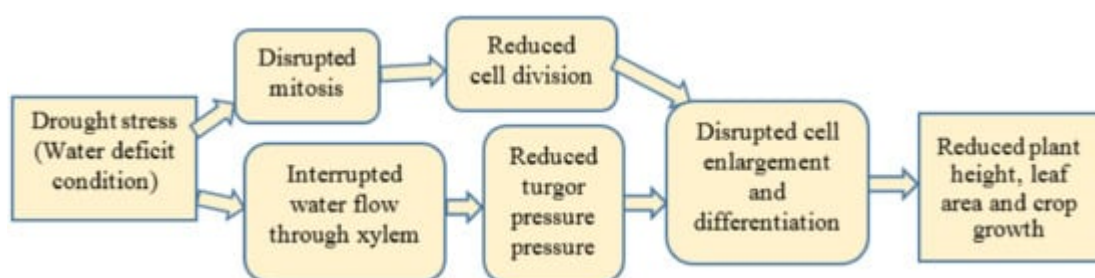 Drought stress
(Water deficit
condition)
Disrupted
mitosis
Reduced
cell division
Interrupted
water flow
through xylem
Reduced
turgor
pressure
pressure
Disrupted cell
enlargement
and
differentiation
Reduced plant
height, leaf
area and crop
growth